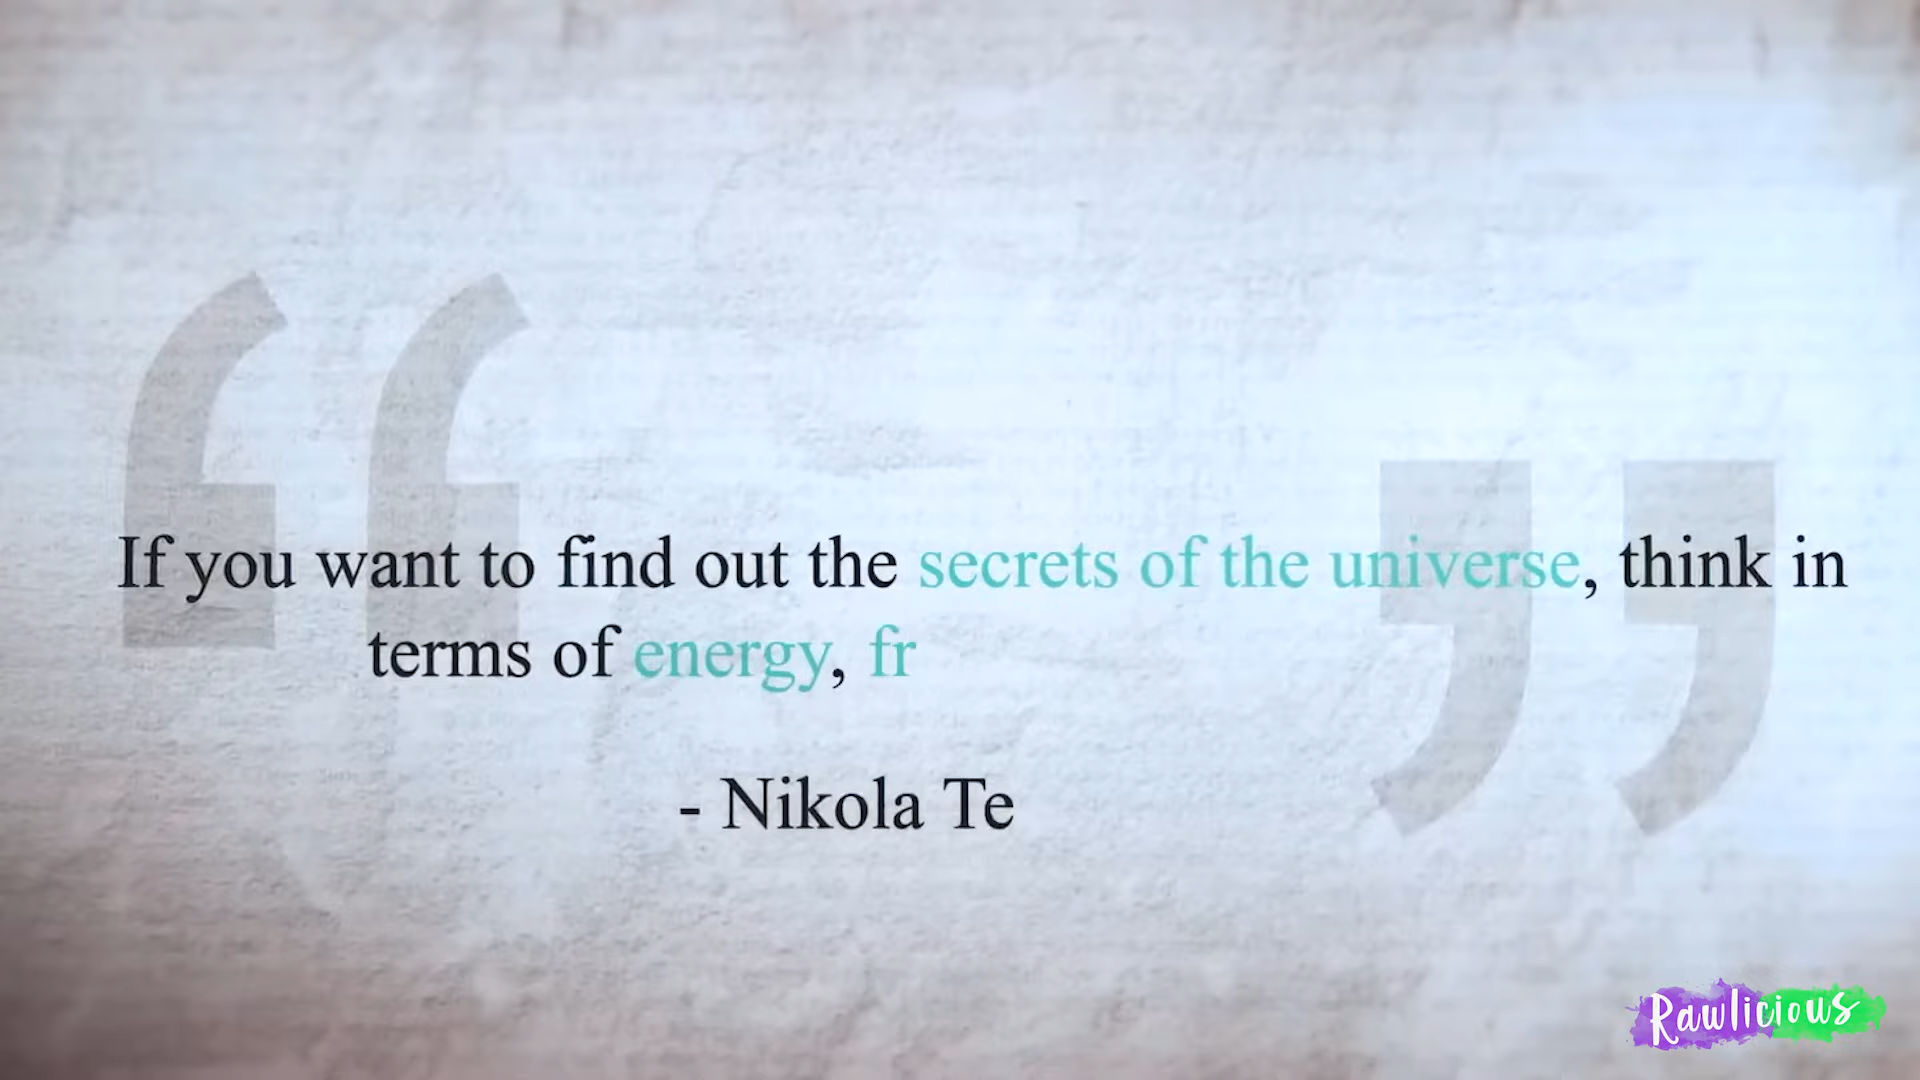 If you want to find out the secrets of the universe, think in
terms of energy, fr
- Nikola Te
Rawlicious